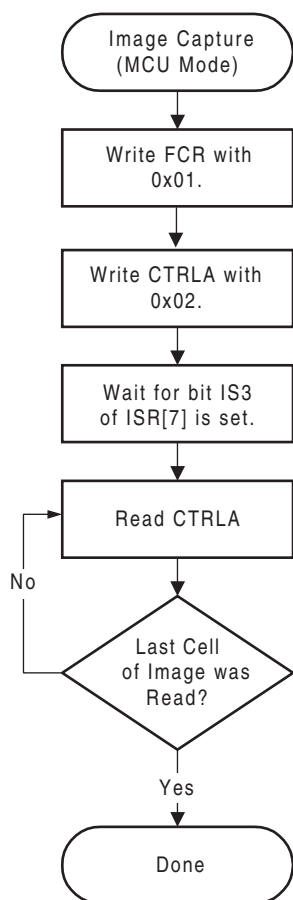 Image Capture
(MCU Mode)
Write FCR with
0x01.
Write CTRLA with
0x02.
Wait for bit IS3
of ISR[7] is set.
Read CTRLA
No
Last Cell
of Image was
Read?
Yes
Done